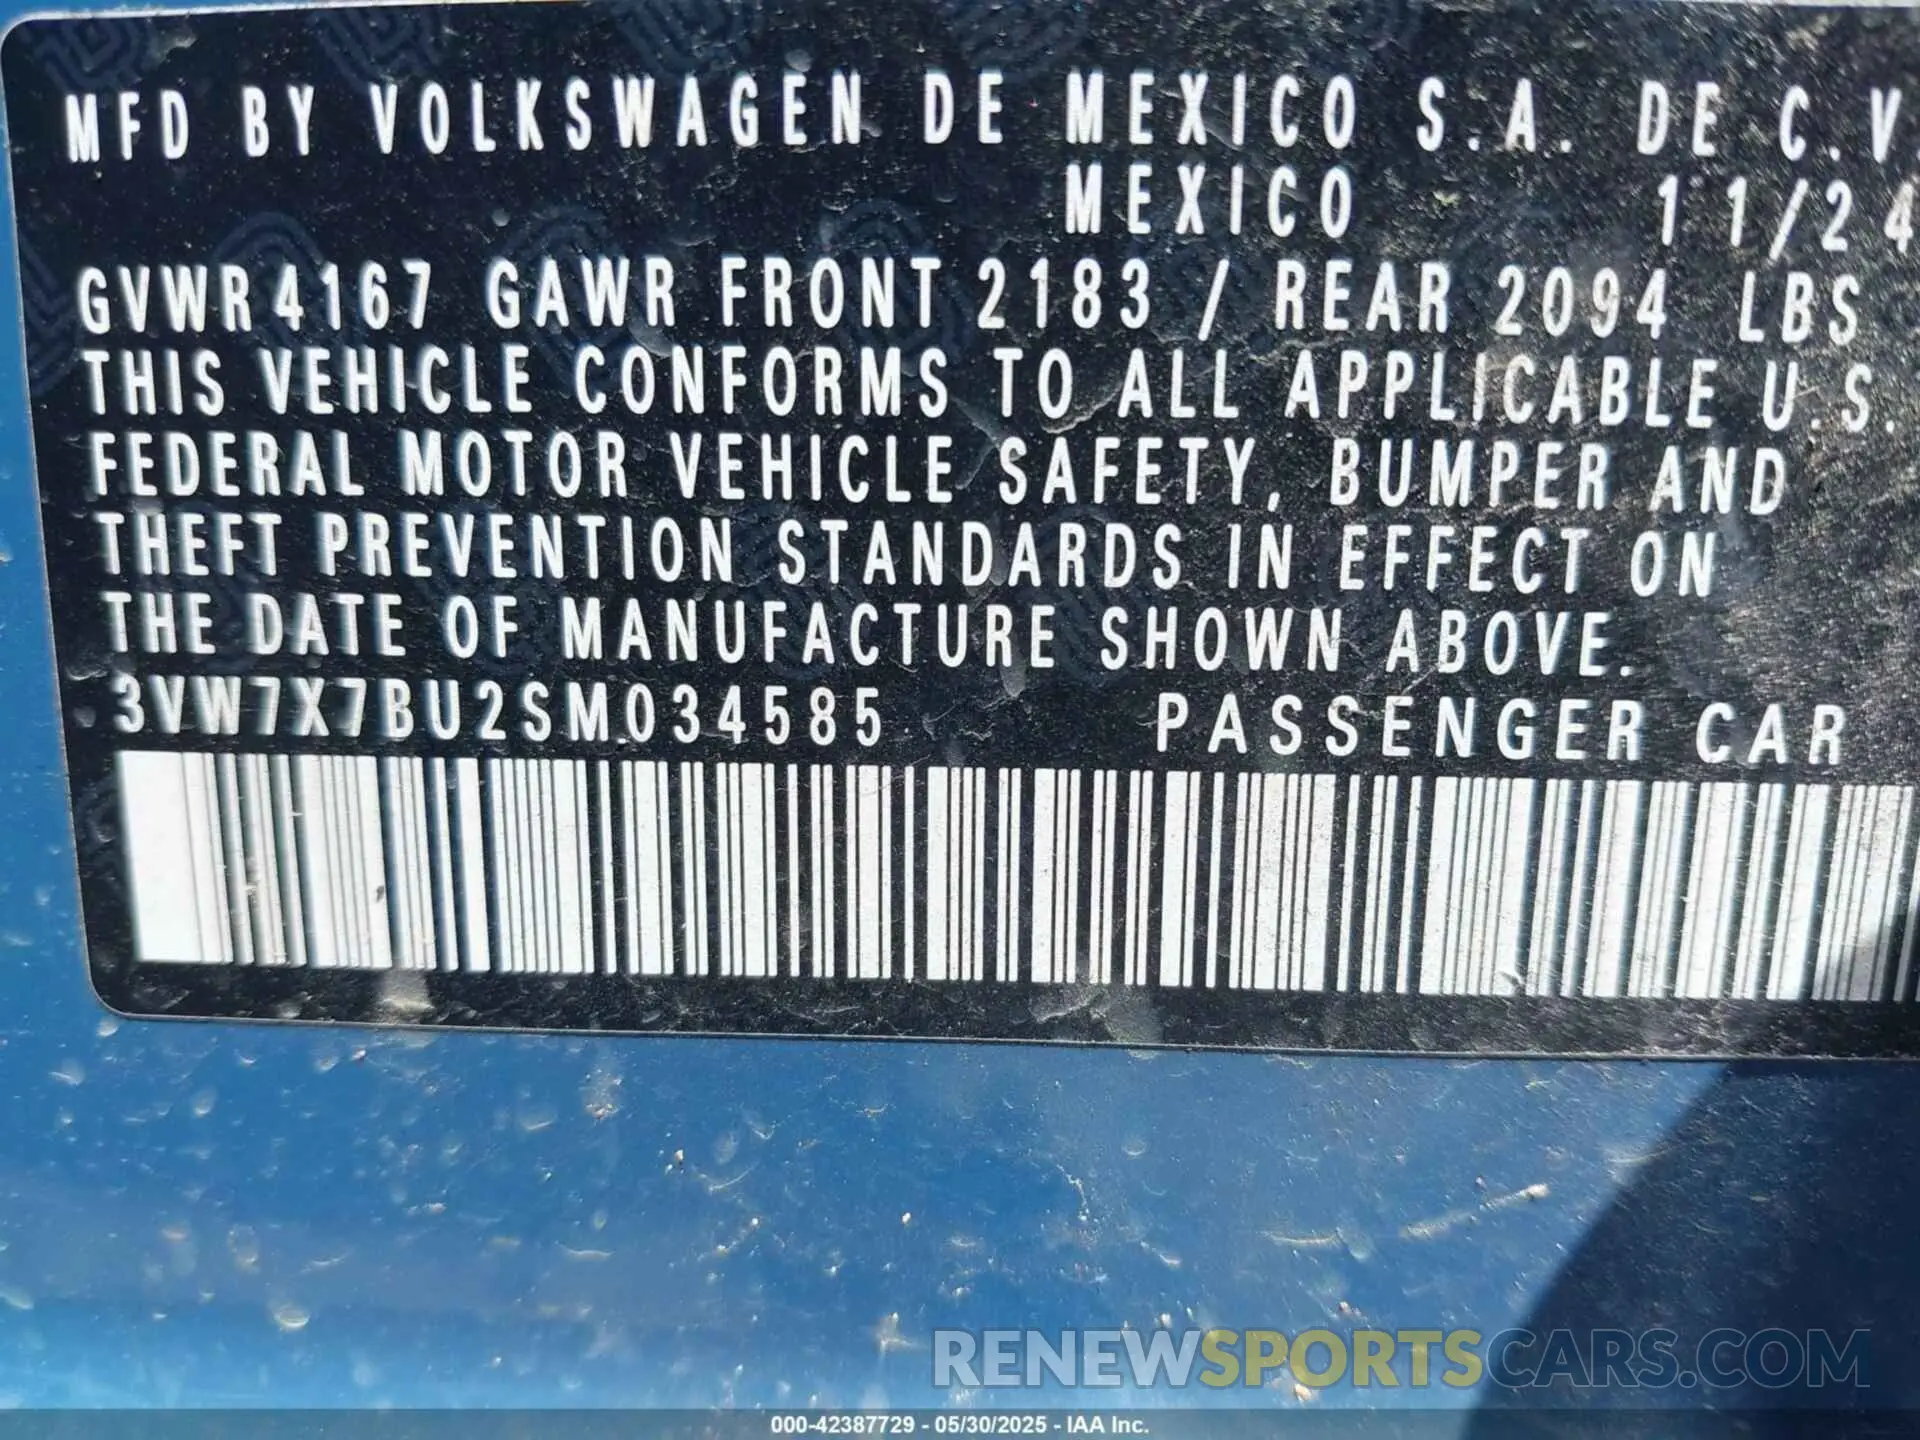 MFD BY VOLKSWAGEN DE MEXICO S.A. DE C.V.
MEXICO 11/24
GVWR 4167 GAWR FRONT 2183 / REAR 2094 LBS
THIS VEHICLE CONFORMS TO ALL APPLICABLE U.S.
FEDERAL MOTOR VEHICLE SAFETY, BUMPER AND
THEFT PREVENTION STANDARDS IN EFFECT ON
THE DATE OF MANUFACTURE SHOWN ABOVE.
3VW7X7BU2SM034585 PASSENGER CAR
RENEWSPORTSCARS.COM
000-42387729 - 05/30/2025 - IAA Inc.